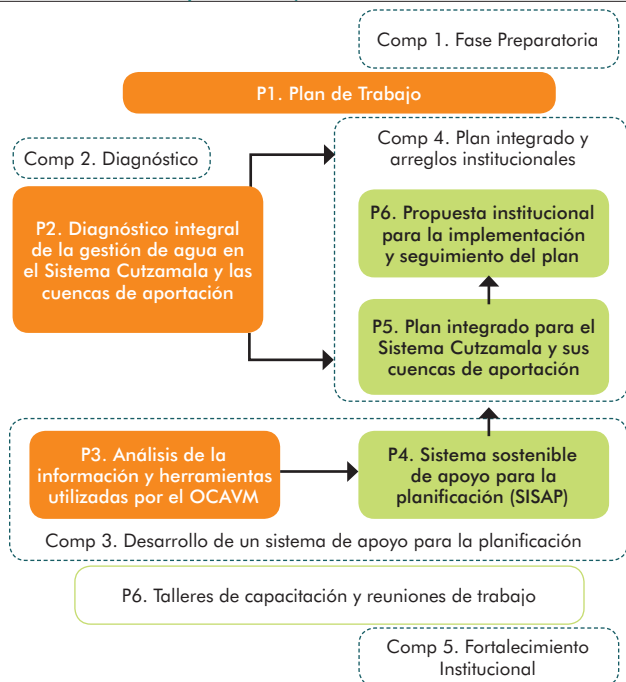 Comp 1. Fase Preparatoria
P1. Plan de Trabajo
Comp 2. Diagnóstico
Comp 4. Plan integrado y
arreglos institucionales
P2. Diagnóstico integral
de la gestión de agua en
el Sistema Cutzamala y las
cuencas de aportación
P6. Propuesta institucional
para la implementación
y seguimiento del plan
P5. Plan integrado para el
Sistema Cutzamala y sus
cuencas de aportación
P3. Análisis de la
información y herramientas
utilizadas por el OCAVM
P4. Sistema sostenible
de apoyo para la
planificación (SISAP)
Comp 3. Desarrollo de un sistema de apoyo para la planificación
P6. Talleres de capacitación y reuniones de trabajo
Comp 5. Fortalecimiento
Institucional